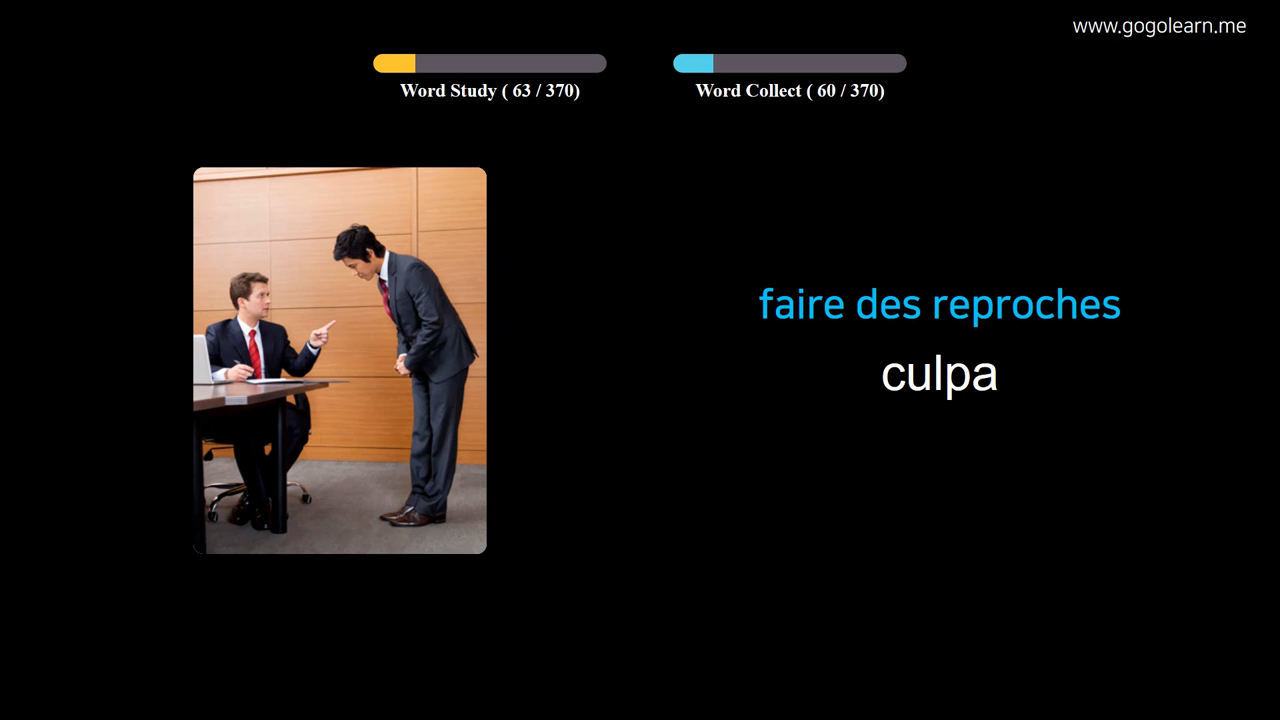 www.gogolearn.me
Word Study ( 63 / 370)
Word Collect ( 60 / 370)
faire des reproches
culpa